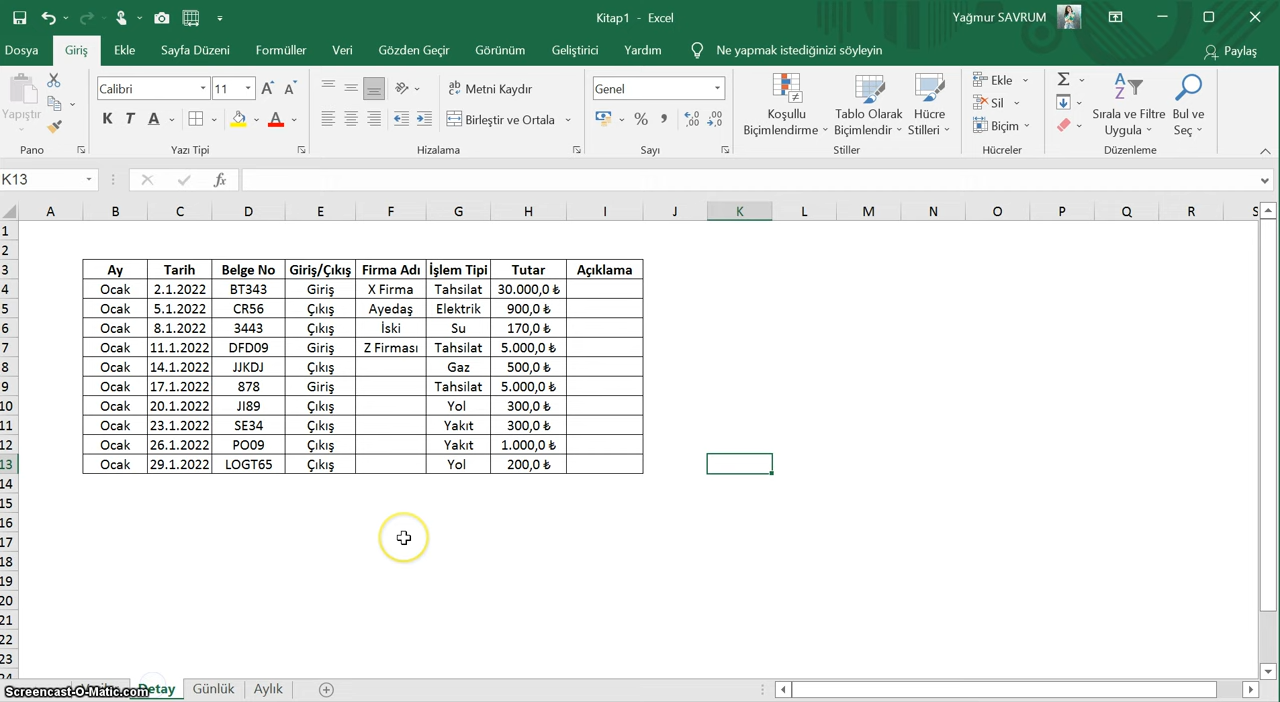 Kitap1 - Excel
Yağmur SAVRUM
Dosya Giriş Ekle Sayfa Düzeni Formüller Veri Gözden Geçir Görünüm Geliştirici Yardım Ne yapmak istediğinizi söyleyin Paylaş
Yapıştır
Pano
Calibri 11
K T A
Yazı Tipi
Metni Kaydır
Birleştir ve Ortala
Hizalama
Genel
Sayı
Koşullu Biçimlendirme
Tablo Olarak Biçimlendir
Hücre Stilleri
Stiller
Ekle
Sil
Biçim
Hücreler
Sırala ve Filtre Uygula
Bul ve Seç
Düzenleme
K13 fx
A B C D E F G H I J K L M N O P Q R S
1
2
3 Ay Tarih Belge No Giriş/Çıkış Firma Adı İşlem Tipi Tutar Açıklama
4 Ocak 2.1.2022 BT343 Giriş X Firma Tahsilat 30.000,0 ₺
5 Ocak 5.1.2022 CR56 Çıkış Ayedaş Elektrik 900,0 ₺
6 Ocak 8.1.2022 3443 Çıkış İski Su 170,0 ₺
7 Ocak 11.1.2022 DFD09 Giriş Z Firması Tahsilat 5.000,0 ₺
8 Ocak 14.1.2022 JJKDJ Çıkış Gaz 500,0 ₺
9 Ocak 17.1.2022 878 Giriş Tahsilat 5.000,0 ₺
10 Ocak 20.1.2022 JI89 Çıkış Yol 300,0 ₺
11 Ocak 23.1.2022 SE34 Çıkış Yakıt 300,0 ₺
12 Ocak 26.1.2022 PO09 Çıkış Yakıt 1.000,0 ₺
13 Ocak 29.1.2022 LOGT65 Çıkış Yol 200,0 ₺
14
15
16
17
18
19
20
21
22
23
Detay Günlük Aylık
Screencast-O-Matic.com